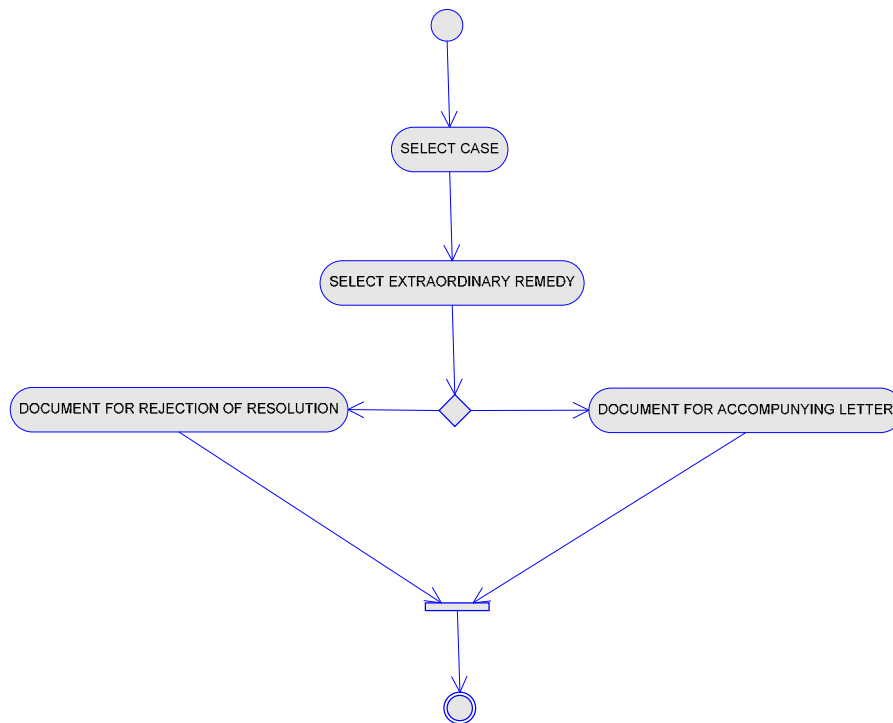 SELECT CASE
SELECT EXTRAORDINARY REMEDY
DOCUMENT FOR REJECTION OF RESOLUTION
DOCUMENT FOR ACCOMPUNYING LETTER